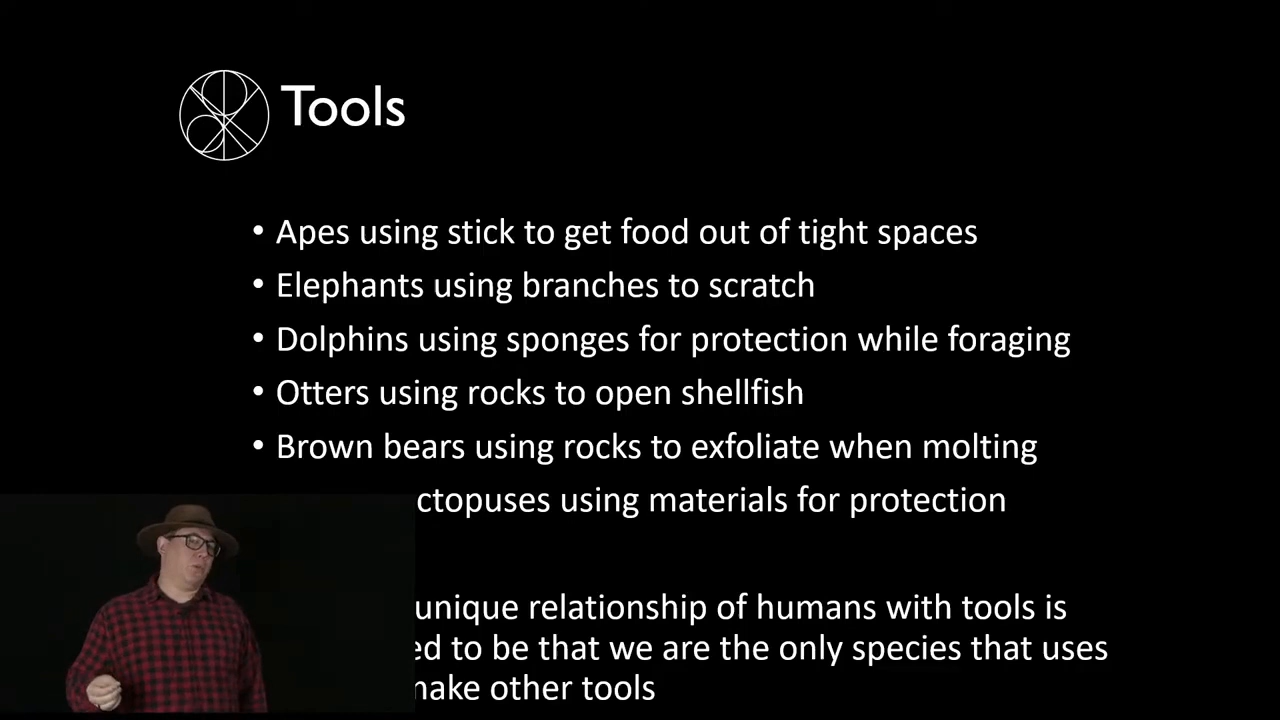 Tools
• Apes using stick to get food out of tight spaces
• Elephants using branches to scratch
• Dolphins using sponges for protection while foraging
• Otters using rocks to open shellfish
• Brown bears using rocks to exfoliate when molting
ctopuses using materials for protection
unique relationship of humans with tools is
ed to be that we are the only species that uses
make other tools